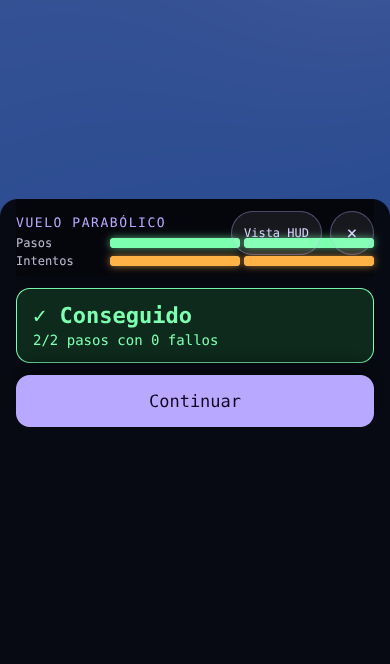 VUELO PARABÓLICO
Vista HUD ×
Pasos
Intentos
✓ Conseguido
2/2 pasos con 0 fallos
Continuar